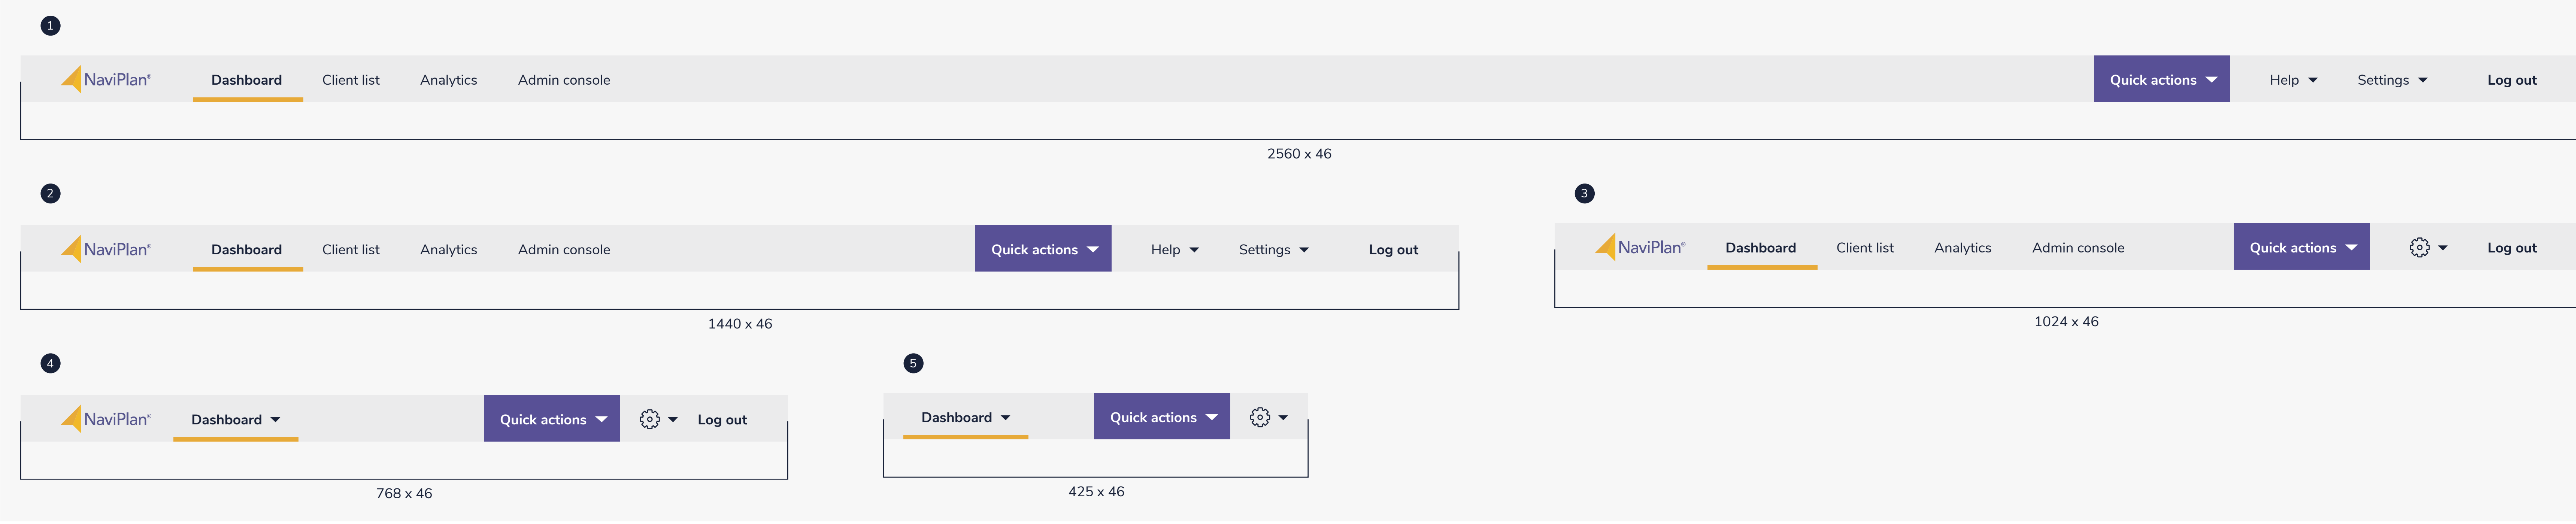 1
NaviPlan® Dashboard Client list Analytics Admin console Quick actions Help Settings Log out
2560 x 46
2
NaviPlan® Dashboard Client list Analytics Admin console Quick actions Help Settings Log out
1440 x 46
3
NaviPlan® Dashboard Client list Analytics Admin console Quick actions Log out
1024 x 46
4
NaviPlan® Dashboard Quick actions Log out
768 x 46
5
Dashboard Quick actions
425 x 46